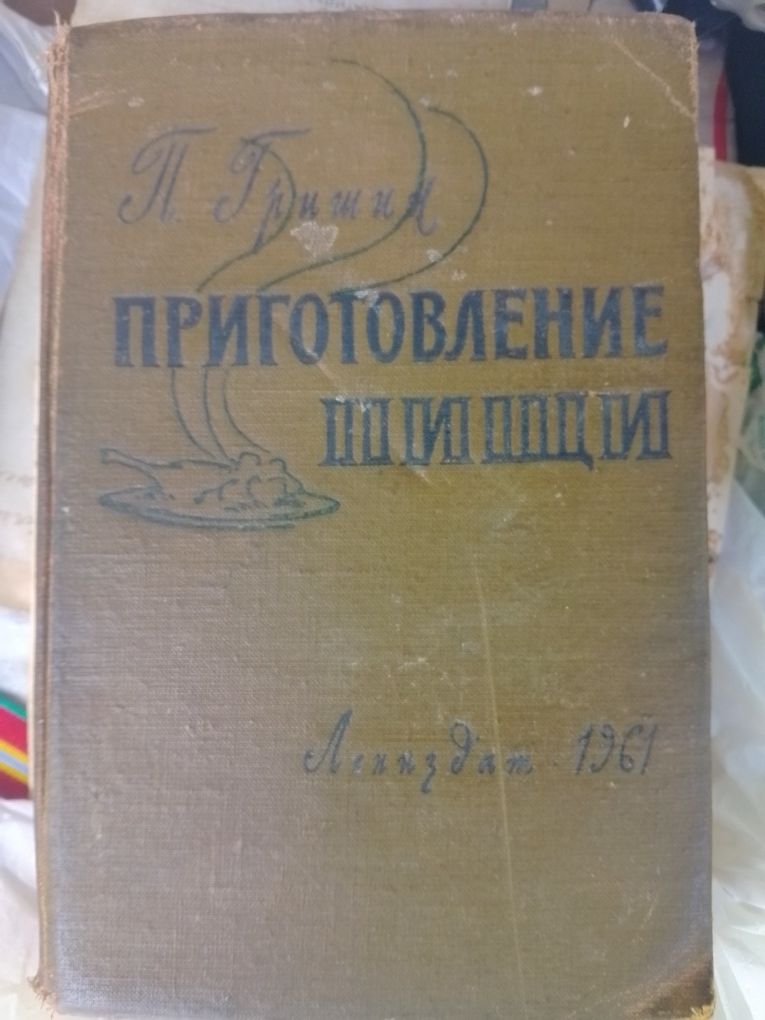 П. Гришин
ПРИГОТОВЛЕНИЕ
ПИЩИ
Лениздат · 1961